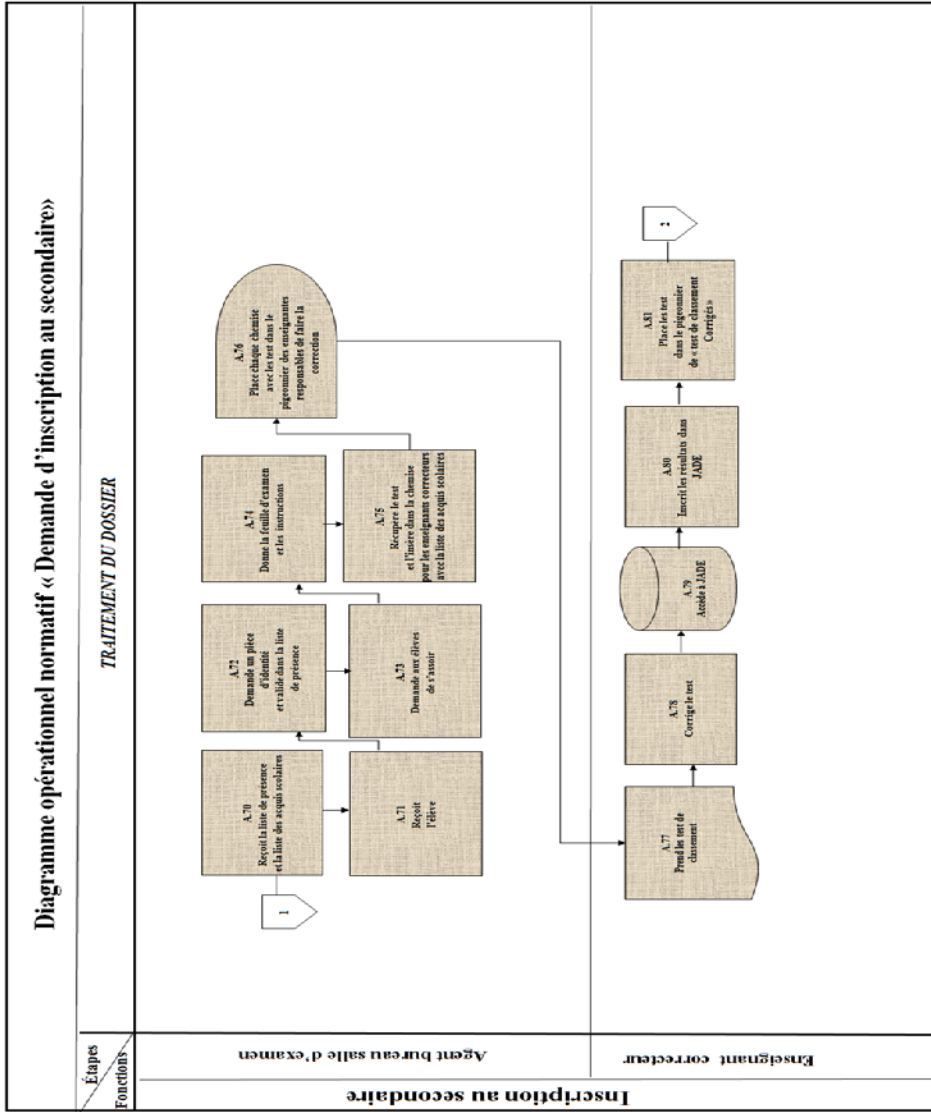 Diagramme opérationnel normatif « Demande d'inscription au secondaire»
Étapes
Fonctions
TRAITEMENT DU DOSSIER
Inscription au secondaire
Agent bureau salle d'examen
1
A.70
Reçoit la liste de présence
et la liste des acquis scolaires
A.71
Reçoit
l'élève
A.72
Demande un pièce
d'identité
et valide dans la liste
de présence
A.73
Demande aux élèves
de s'assoir
A.74
Donne la feuille d'examen
et les instructions
A.75
Récupère le test
et l'insère dans la chemise
pour les enseignants correcteurs
avec la liste des acquis scolaires
A.76
Place chaque chemise
avec les test dans le
pigeonnier des enseignantes
responsables de faire la
correction
Enseignant correcteur
A.77
Prend les test de
classement
A.78
Corrige le test
A.79
Accède à JADE
A.80
Inscrit les résultats dans
JADE
A.81
Place les test
dans le pigeonnier
de « test de classement
Corrigés »
2